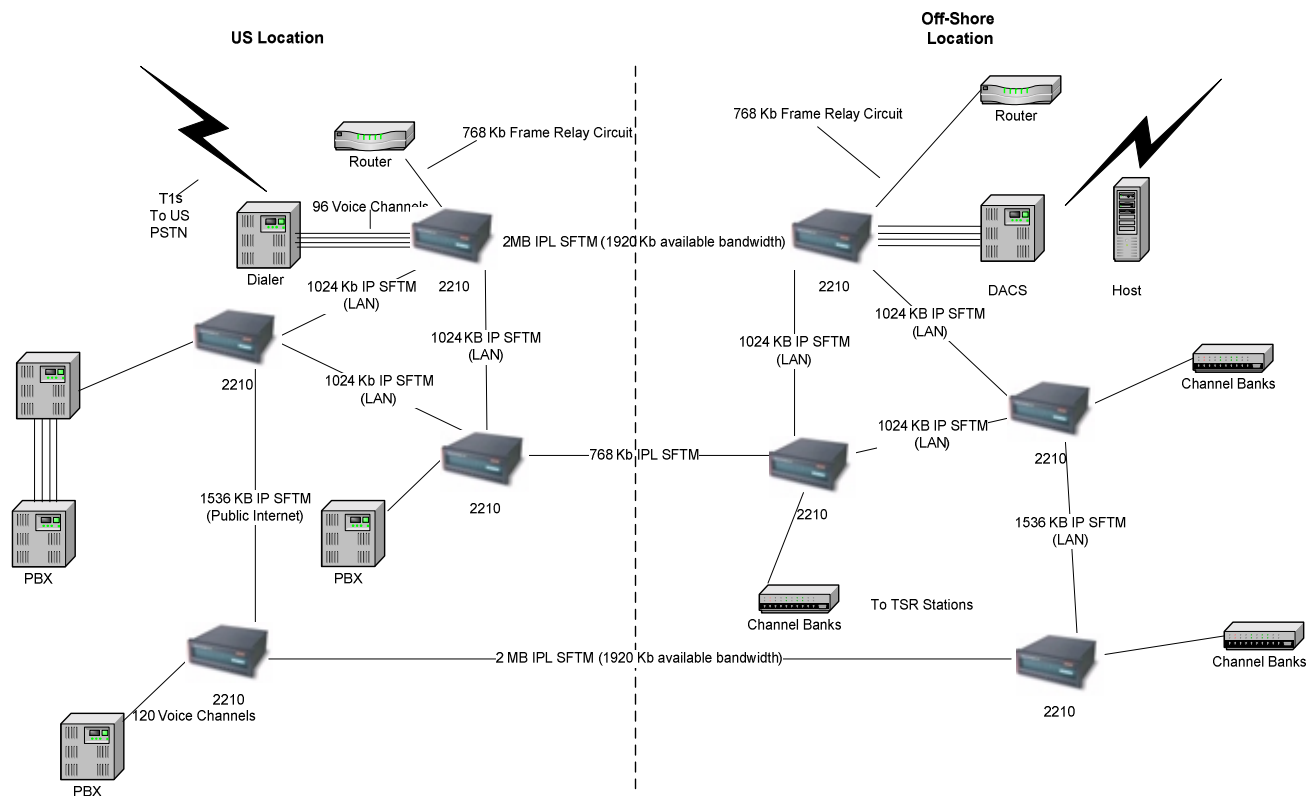 US Location
Off-Shore
Location
768 Kb Frame Relay Circuit
Router
768 Kb Frame Relay Circuit
Router
T1s
To US
PSTN
96 Voice Channels
Dialer
2210
2MB IPL SFTM (1920 Kb available bandwidth)
2210
DACS
Host
1024 Kb IP SFTM
(LAN)
2210
1024 KB IP SFTM
(LAN)
1024 KB IP SFTM
(LAN)
1024 KB IP SFTM
(LAN)
1024 Kb IP SFTM
(LAN)
Channel Banks
1024 KB IP SFTM
(LAN)
2210
768 Kb IPL SFTM
2210
2210
1536 KB IP SFTM
(Public Internet)
1536 KB IP SFTM
(LAN)
PBX
PBX
Channel Banks
To TSR Stations
2 MB IPL SFTM (1920 Kb available bandwidth)
Channel Banks
2210
2210
120 Voice Channels
PBX